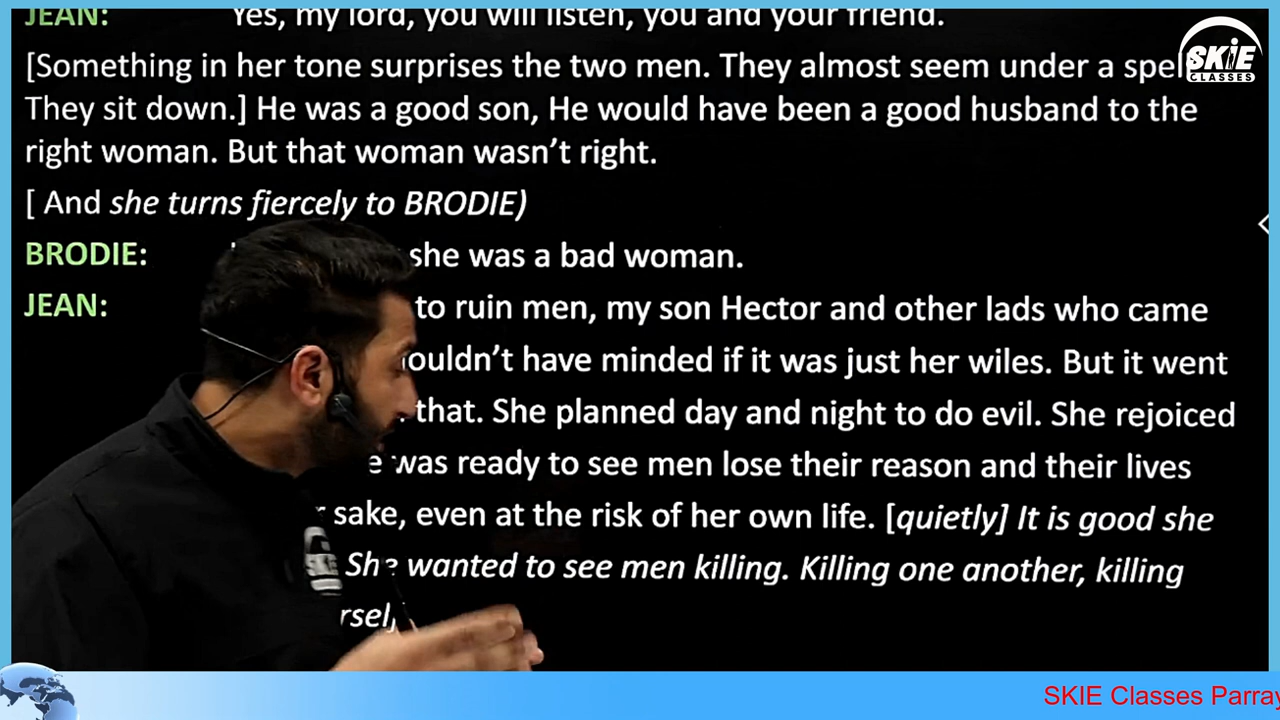 JEAN: Yes, my lord, you will listen, you and your friend.
SKIE
CLASSES
[Something in her tone surprises the two men. They almost seem under a
They sit down.] He was a good son, He would have been a good husband to the
right woman. But that woman wasn't right.
[ And she turns fiercely to BRODIE)
BRODIE: she was a bad woman.
JEAN: to ruin men, my son Hector and other lads who came
have minded if it was just her wiles. But it went
that. She planned day and night to do evil. She rejoiced
was ready to see men lose their reason and their lives
sake, even at the risk of her own life. [quietly] It is good she
She wanted to see men killing. Killing one another, killing
SKIE Classes